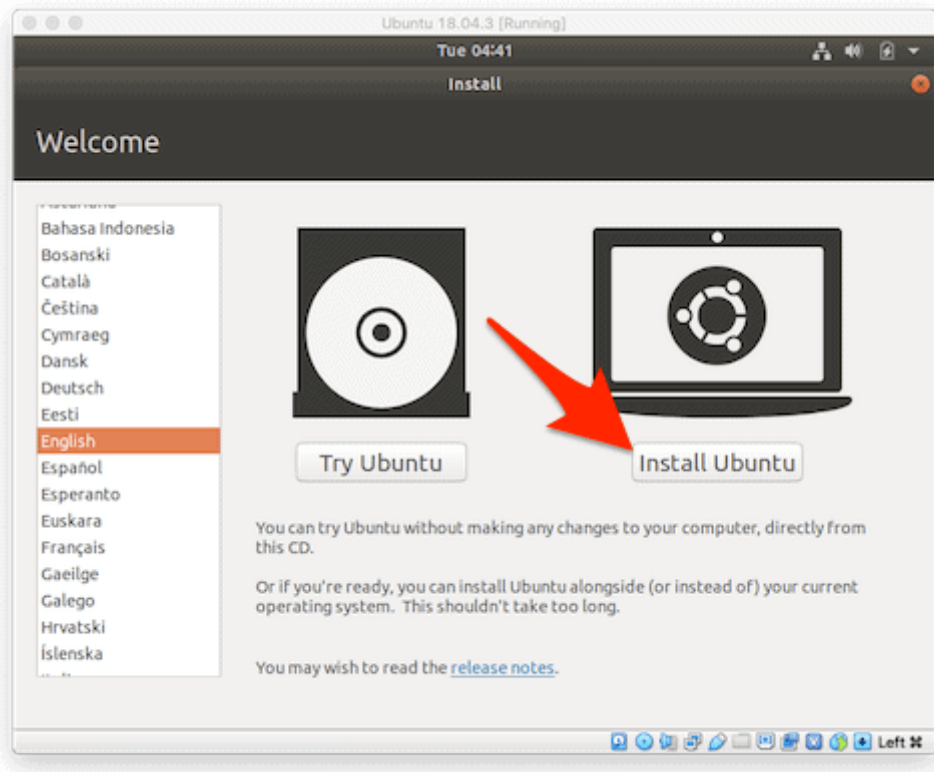 Ubuntu 18.04.3 [Running]
Tue 04:41
Install
Welcome
Bahasa Indonesia
Bosanski
Català
Čeština
Cymraeg
Dansk
Deutsch
Eesti
English
Español
Esperanto
Euskara
Français
Gaeilge
Galego
Hrvatski
Íslenska
Try Ubuntu
Install Ubuntu
You can try Ubuntu without making any changes to your computer, directly from
this CD.
Or if you're ready, you can install Ubuntu alongside (or instead of) your current
operating system. This shouldn't take too long.
You may wish to read the release notes.
Left ⌘